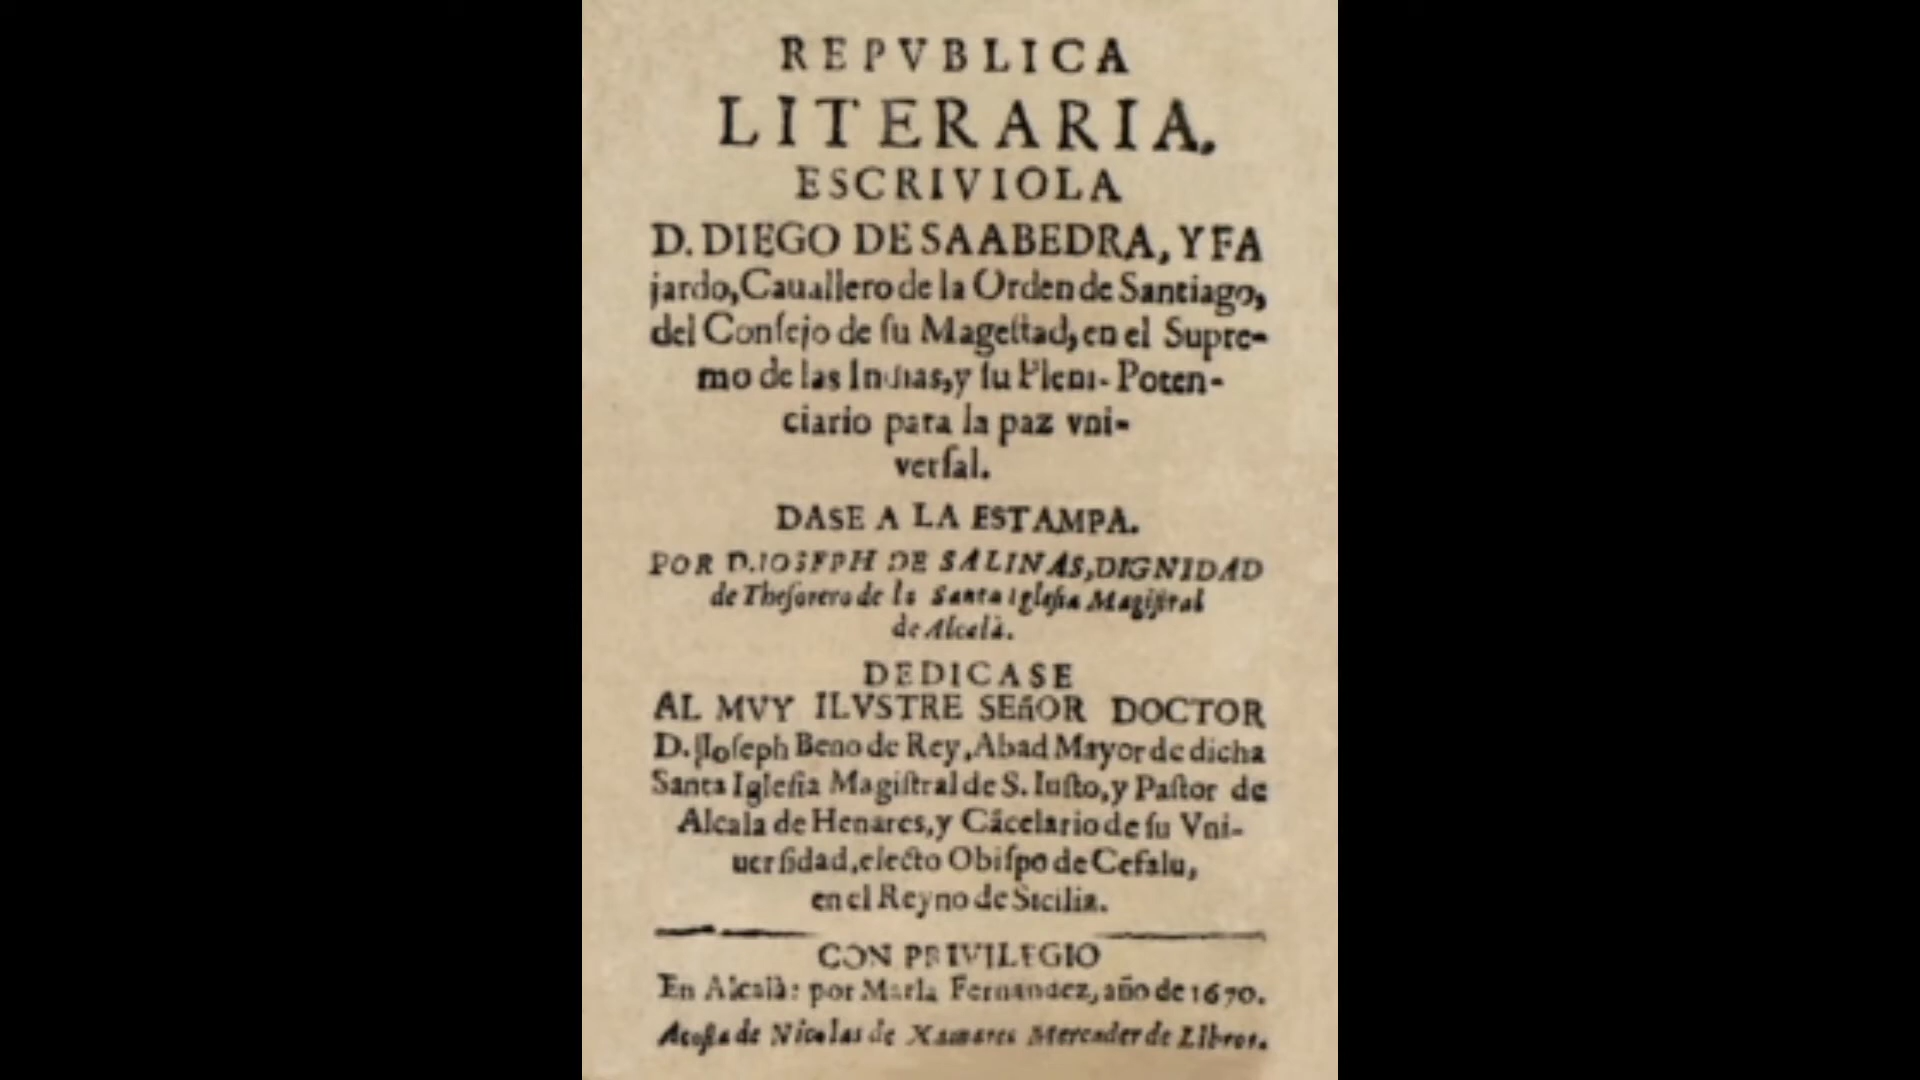 REPVBLICA
LITERARIA.
ESCRIVIOLA
D. DIEGO DE SAABEDRA, Y FA
jardo, Cauallero de la Orden de Santiago,
del Conſejo de ſu Mageſtad, en el Supre-
mo de las Indias, y ſu Pleni-Poten-
ciario para la paz vni-
verſal.
DASE A LA ESTAMPA.
POR D. IOSEPH DE SALINAS, DIGNIDAD
de Theſorero de la Santa Igleſia Magiſtral
de Alcalà.
DEDICASE
AL MVY ILVSTRE SEñOR DOCTOR
D. Ioſeph Beno de Rey, Abad Mayor de dicha
Santa Igleſia Magiſtral de S. Iuſto, y Paſtor de
Alcala de Henares, y Cãcelario de ſu Vni-
uerſidad, electo Obiſpo de Cefalu,
en el Reyno de Sicilia.
CON PRIVILEGIO
En Alcalà: por Maria Fernandez, año de 1670.
Acoſta de Nicolas de Xamares Mercader de Libros.